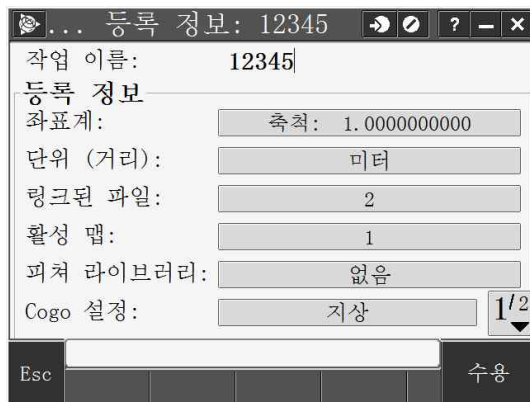 ... 등록 정보: 12345 ? – ×
작업 이름: 12345
등록 정보
좌표계: 축척: 1.0000000000
단위 (거리): 미터
링크된 파일: 2
활성 맵: 1
피쳐 라이브러리: 없음
Cogo 설정: 지상 1/2
Esc 수용